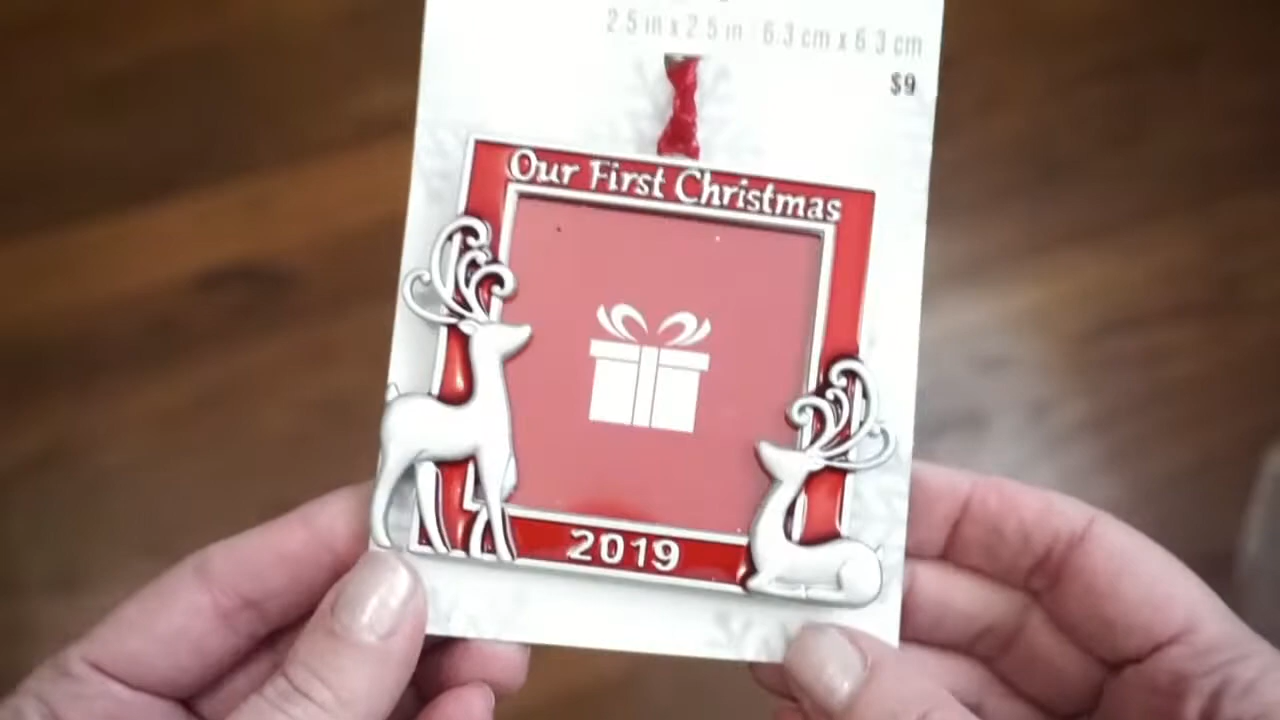 2.5 in x 2.5 in / 6.3 cm x 6.3 cm
$9
Our First Christmas
2019